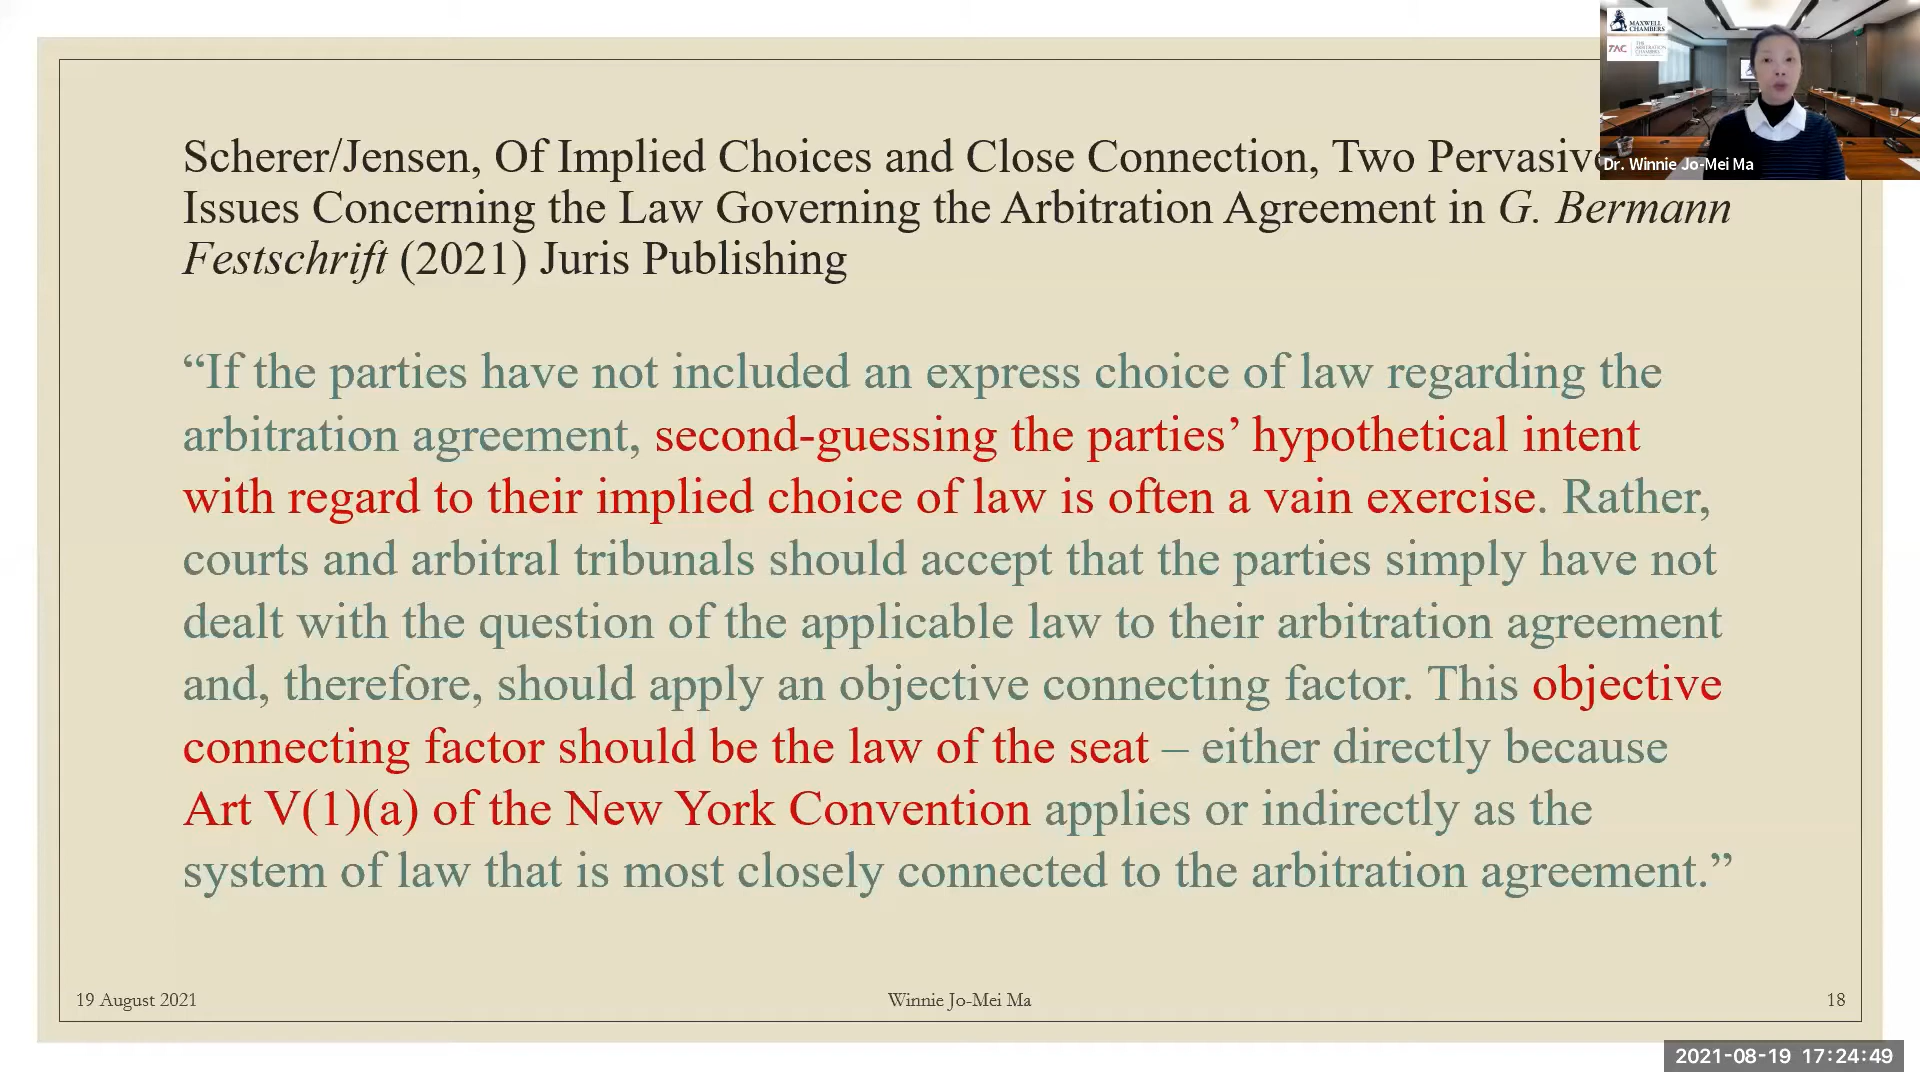 Scherer/Jensen, Of Implied Choices and Close Connection, Two Pervasive
Issues Concerning the Law Governing the Arbitration Agreement in G. Bermann
Festschrift (2021) Juris Publishing
“If the parties have not included an express choice of law regarding the
arbitration agreement, second-guessing the parties’ hypothetical intent
with regard to their implied choice of law is often a vain exercise. Rather,
courts and arbitral tribunals should accept that the parties simply have not
dealt with the question of the applicable law to their arbitration agreement
and, therefore, should apply an objective connecting factor. This objective
connecting factor should be the law of the seat – either directly because
Art V(1)(a) of the New York Convention applies or indirectly as the
system of law that is most closely connected to the arbitration agreement.”
19 August 2021
Winnie Jo-Mei Ma
18
MAXWELL
CHAMBERS
TAC
THE
ARBITRATION
CHAMBERS
Dr. Winnie Jo-Mei Ma
2021-08-19 17:24:49